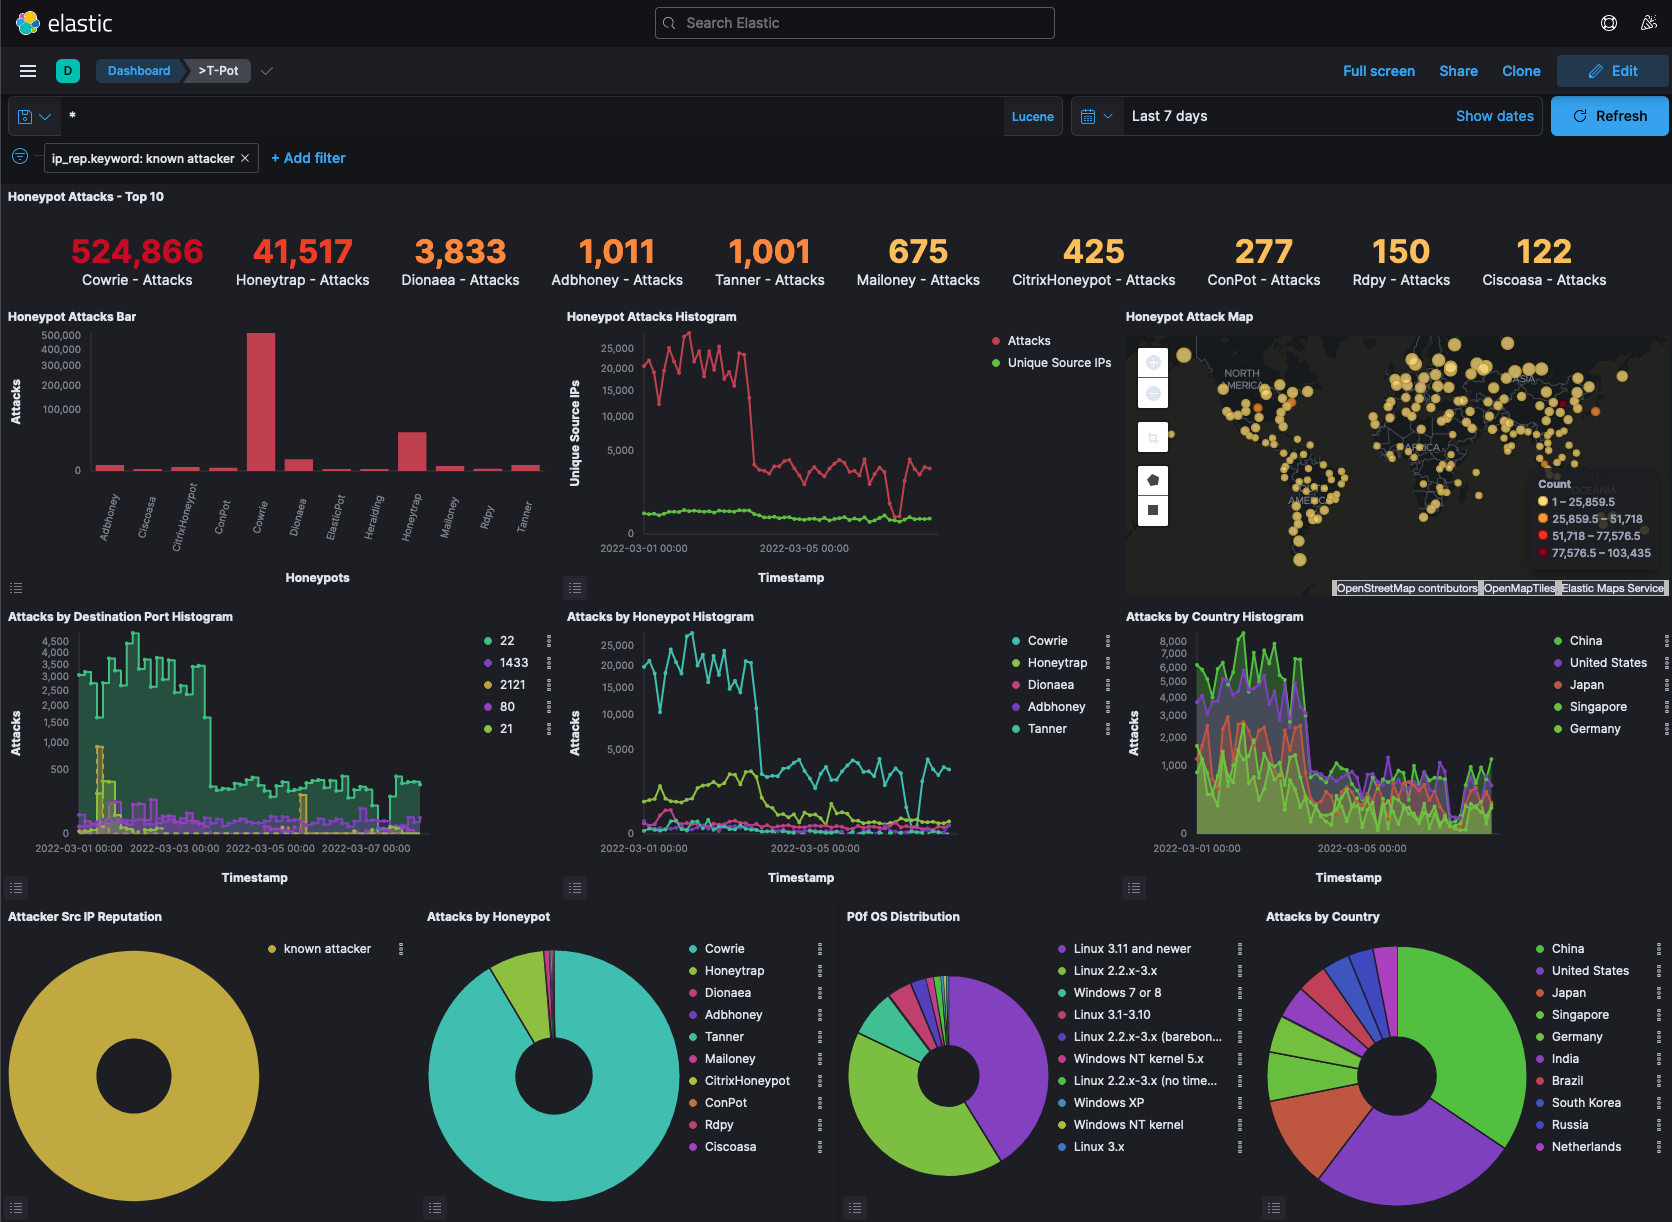 elastic
Search Elastic
D
Dashboard
>T-Pot
Full screen
Share
Clone
Edit
*
Lucene
Last 7 days
Show dates
Refresh
ip_rep.keyword: known attacker ×
+ Add filter
Honeypot Attacks - Top 10
524,866
Cowrie - Attacks
41,517
Honeytrap - Attacks
3,833
Dionaea - Attacks
1,011
Adbhoney - Attacks
1,001
Tanner - Attacks
675
Mailoney - Attacks
425
CitrixHoneypot - Attacks
277
ConPot - Attacks
150
Rdpy - Attacks
122
Ciscoasa - Attacks
Honeypot Attacks Bar
Attacks
500,000
400,000
300,000
200,000
100,000
0
Adbhoney
Ciscoasa
CitrixHoneypot
ConPot
Cowrie
Dionaea
ElasticPot
Heralding
Honeytrap
Mailoney
Rdpy
Tanner
Honeypots
Honeypot Attacks Histogram
Unique Source IPs
25,000
20,000
15,000
10,000
5,000
0
2022-03-01 00:00
2022-03-05 00:00
Timestamp
Attacks
Unique Source IPs
Honeypot Attack Map
NORTH
AMERICA
ASIA
AFRICA
SOUTH
AMERICA
OCEANIA
Count
1 – 25,859.5
25,859.5 – 51,718
51,718 – 77,576.5
77,576.5 – 103,435
OpenStreetMap contributors
OpenMapTiles
Elastic Maps Service
Attacks by Destination Port Histogram
Attacks
4,500
4,000
3,500
3,000
2,500
2,000
1,500
1,000
500
0
2022-03-01 00:00
2022-03-03 00:00
2022-03-05 00:00
2022-03-07 00:00
Timestamp
22
1433
2121
80
21
Attacks by Honeypot Histogram
Attacks
25,000
20,000
15,000
10,000
5,000
0
2022-03-01 00:00
2022-03-05 00:00
Timestamp
Cowrie
Honeytrap
Dionaea
Adbhoney
Tanner
Attacks by Country Histogram
Attacks
8,000
7,000
6,000
5,000
4,000
3,000
2,000
1,000
0
2022-03-01 00:00
2022-03-05 00:00
Timestamp
China
United States
Japan
Singapore
Germany
Attacker Src IP Reputation
known attacker
Attacks by Honeypot
Cowrie
Honeytrap
Dionaea
Adbhoney
Tanner
Mailoney
CitrixHoneypot
ConPot
Rdpy
Ciscoasa
P0f OS Distribution
Linux 3.11 and newer
Linux 2.2.x-3.x
Windows 7 or 8
Linux 3.1-3.10
Linux 2.2.x-3.x (barebon...
Windows NT kernel 5.x
Linux 2.2.x-3.x (no time...
Windows XP
Windows NT kernel
Linux 3.x
Attacks by Country
China
United States
Japan
Singapore
Germany
India
Brazil
South Korea
Russia
Netherlands